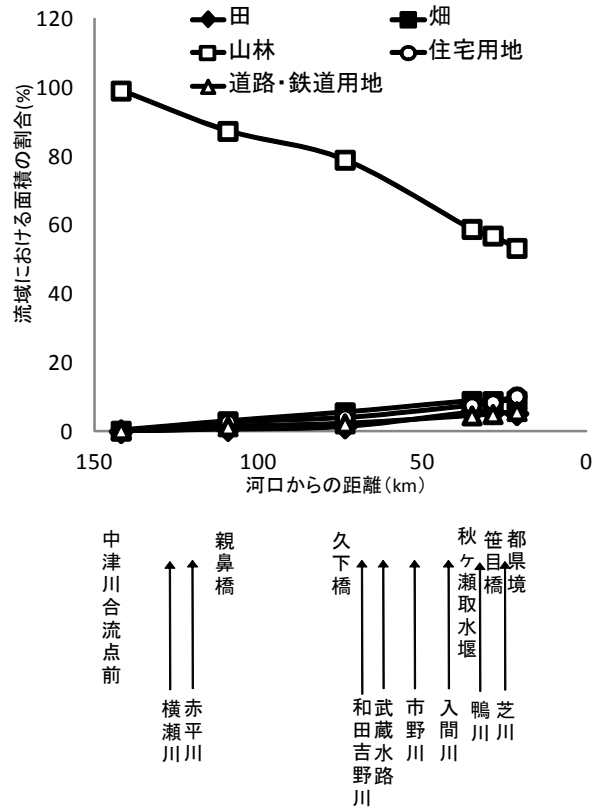 田
畑
山林
住宅用地
道路・鉄道用地
流域における面積の割合(%)
120
100
80
60
40
20
0
150
100
50
0
河口からの距離(km)
中津川合流点前
親鼻橋
久下橋
秋ヶ瀬取水堰
笹目橋
都県境
横瀬川
赤平川
和田吉野川
武蔵水路
市野川
入間川
鴨川
芝川